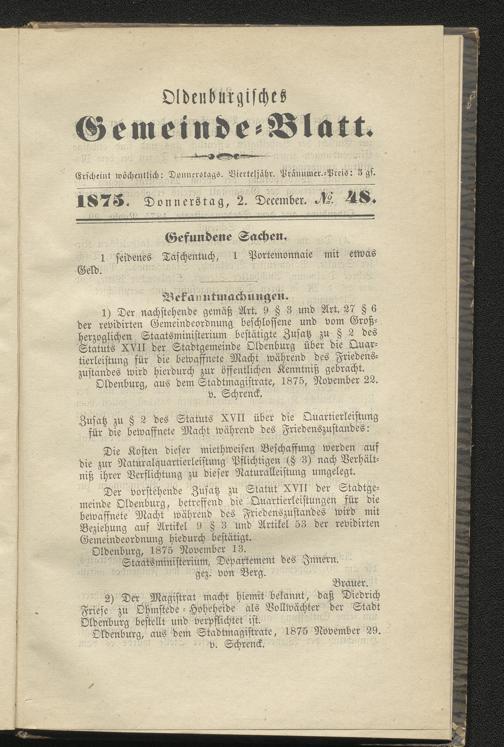 Oldenburgisches
Gemeinde-Blatt.
Erscheint wöchentlich: Donnerstags. Vierteljähr. Pränumer.-Preis: 3 gs.
1875. Donnerstag, 2. December. № 48.
Gefundene Sachen.
1 seidenes Taschentuch, 1 Portemonnaie mit etwas
Geld.
Bekanntmachungen.
1) Der nachstehende gemäß Art. 9 § 3 und Art. 27 § 6
der revidirten Gemeindeordnung beschlossene und vom Groß-
herzoglichen Staatsministerium bestätigte Zusatz zu § 2 des
Statuts XVII der Stadtgemeinde Oldenburg über die Quar-
tierleistung für die bewaffnete Macht während des Friedens-
zustandes wird hierdurch zur öffentlichen Kenntniß gebracht.
Oldenburg, aus dem Stadtmagistrate, 1875, November 22.
v. Schrenck.
Zusatz zu § 2 des Statuts XVII über die Quartierleistung
für die bewaffnete Macht während des Friedenszustandes:
Die Kosten dieser miethweisen Beschaffung werden auf
die zur Naturalquartierleistung Pflichtigen (§ 3) nach Verhält-
niß ihrer Verpflichtung zu dieser Naturalleistung umgelegt.
Der vorstehende Zusatz zu Statut XVII der Stadtge-
meinde Oldenburg, betreffend die Quartierleistungen für die
bewaffnete Macht während des Friedenszustandes wird mit
Beziehung auf Artikel 9 § 3 und Artikel 53 der revidirten
Gemeindeordnung hiedurch bestätigt.
Oldenburg, 1875 November 13.
Staatsministerium, Departement des Innern.
gez. von Berg.
Brauer.
2) Der Magistrat macht hiemit bekannt, daß Diedrich
Friese zu Ohmstede-Hoheheide als Vollwächter der Stadt
Oldenburg bestellt und verpflichtet ist.
Oldenburg, aus dem Stadtmagistrate, 1875 November 29.
v. Schrenck.